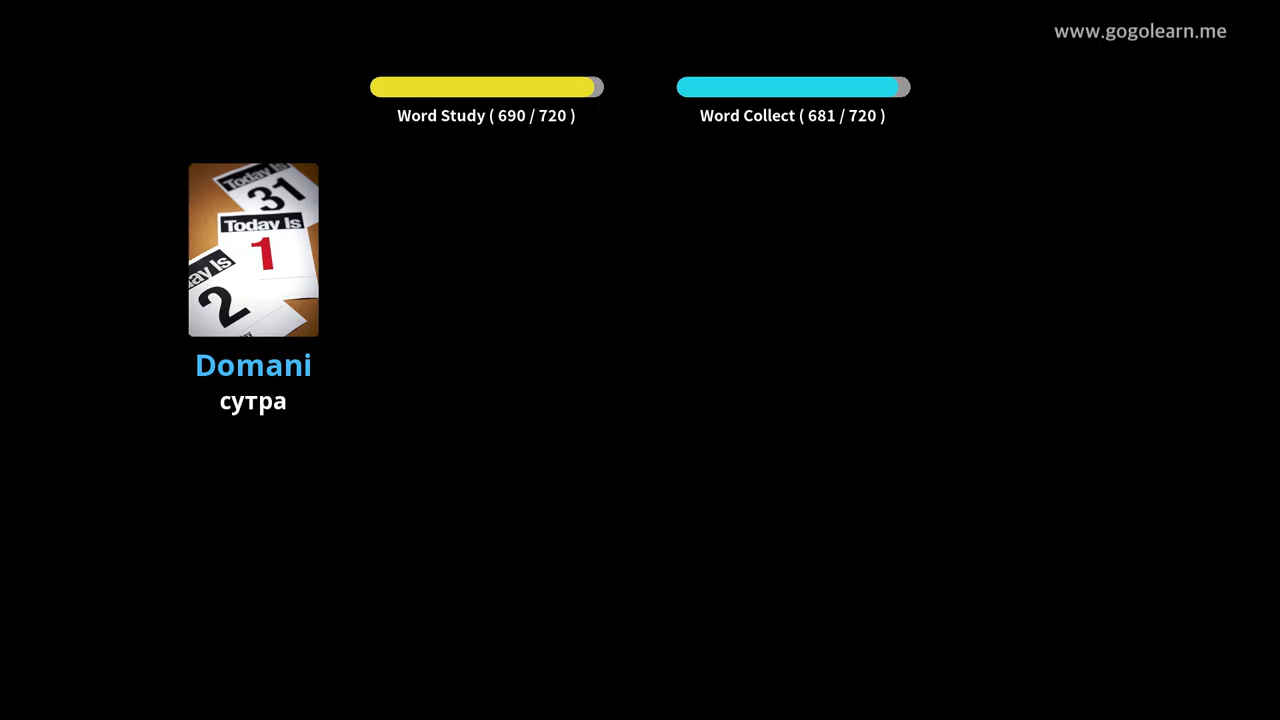 www.gogolearn.me
Word Study ( 690 / 720 )
Word Collect ( 681 / 720 )
Today Is
31
Today Is
1
ay Is
2
Domani
сутра